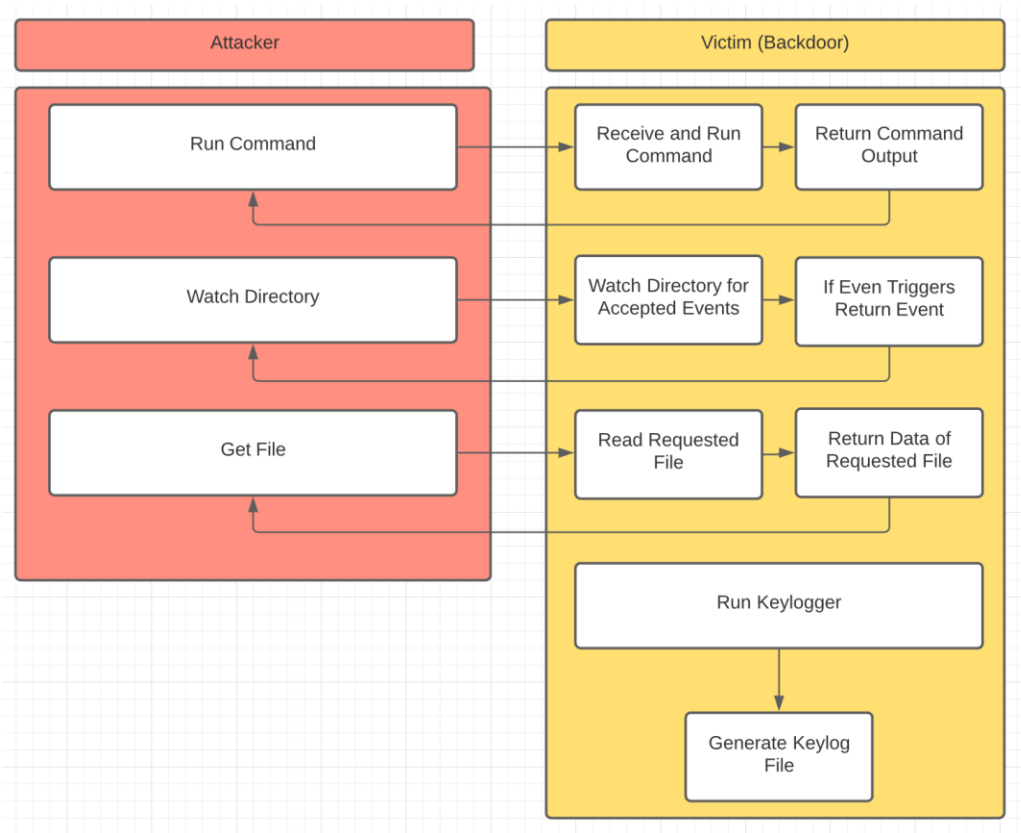 Attacker
Victim (Backdoor)
Run Command
Receive and Run
Command
Return Command
Output
Watch Directory
Watch Directory for
Accepted Events
If Even Triggers
Return Event
Get File
Read Requested
File
Return Data of
Requested File
Run Keylogger
Generate Keylog
File